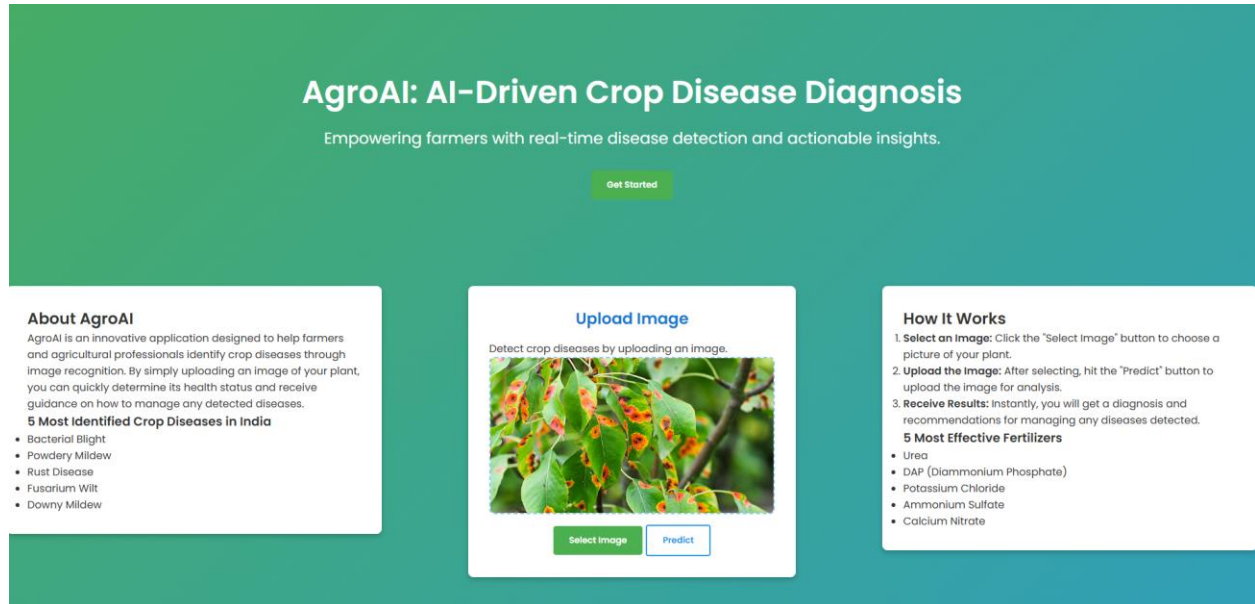 AgroAI: AI-Driven Crop Disease Diagnosis
Empowering farmers with real-time disease detection and actionable insights.
Get Started
About AgroAI
AgroAI is an innovative application designed to help farmers
and agricultural professionals identify crop diseases through
image recognition. By simply uploading an image of your plant,
you can quickly determine its health status and receive
guidance on how to manage any detected diseases.
5 Most Identified Crop Diseases in India
• Bacterial Blight
• Powdery Mildew
• Rust Disease
• Fusarium Wilt
• Downy Mildew
Upload Image
Detect crop diseases by uploading an image.
Select Image
Predict
How It Works
1. Select an Image: Click the "Select Image" button to choose a
picture of your plant.
2. Upload the Image: After selecting, hit the "Predict" button to
upload the image for analysis.
3. Receive Results: Instantly, you will get a diagnosis and
recommendations for managing any diseases detected.
5 Most Effective Fertilizers
• Urea
• DAP (Diammonium Phosphate)
• Potassium Chloride
• Ammonium Sulfate
• Calcium Nitrate